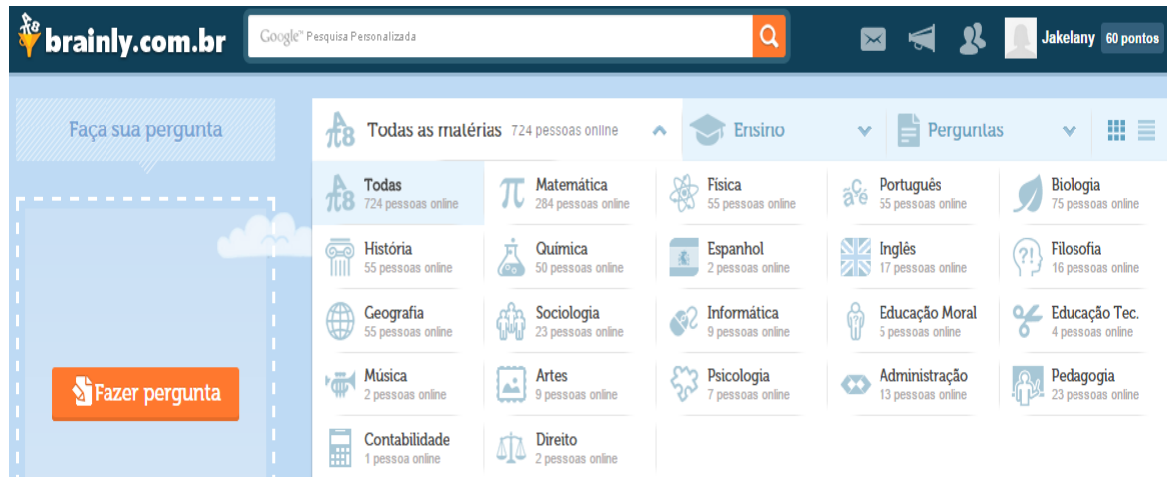 brainly.com.br
Google™ Pesquisa Personalizada
Jakelany 60 pontos
Faça sua pergunta
Todas as matérias 724 pessoas online
Ensino
Perguntas
Todas
724 pessoas online
Matemática
284 pessoas online
Física
55 pessoas online
Português
55 pessoas online
Biologia
75 pessoas online
História
55 pessoas online
Química
50 pessoas online
Espanhol
2 pessoas online
Inglês
17 pessoas online
Filosofia
16 pessoas online
Geografia
55 pessoas online
Sociologia
23 pessoas online
Informática
9 pessoas online
Educação Moral
5 pessoas online
Educação Tec.
4 pessoas online
Música
2 pessoas online
Artes
9 pessoas online
Psicologia
7 pessoas online
Administração
13 pessoas online
Pedagogia
23 pessoas online
Fazer pergunta
Contabilidade
1 pessoa online
Direito
2 pessoas online